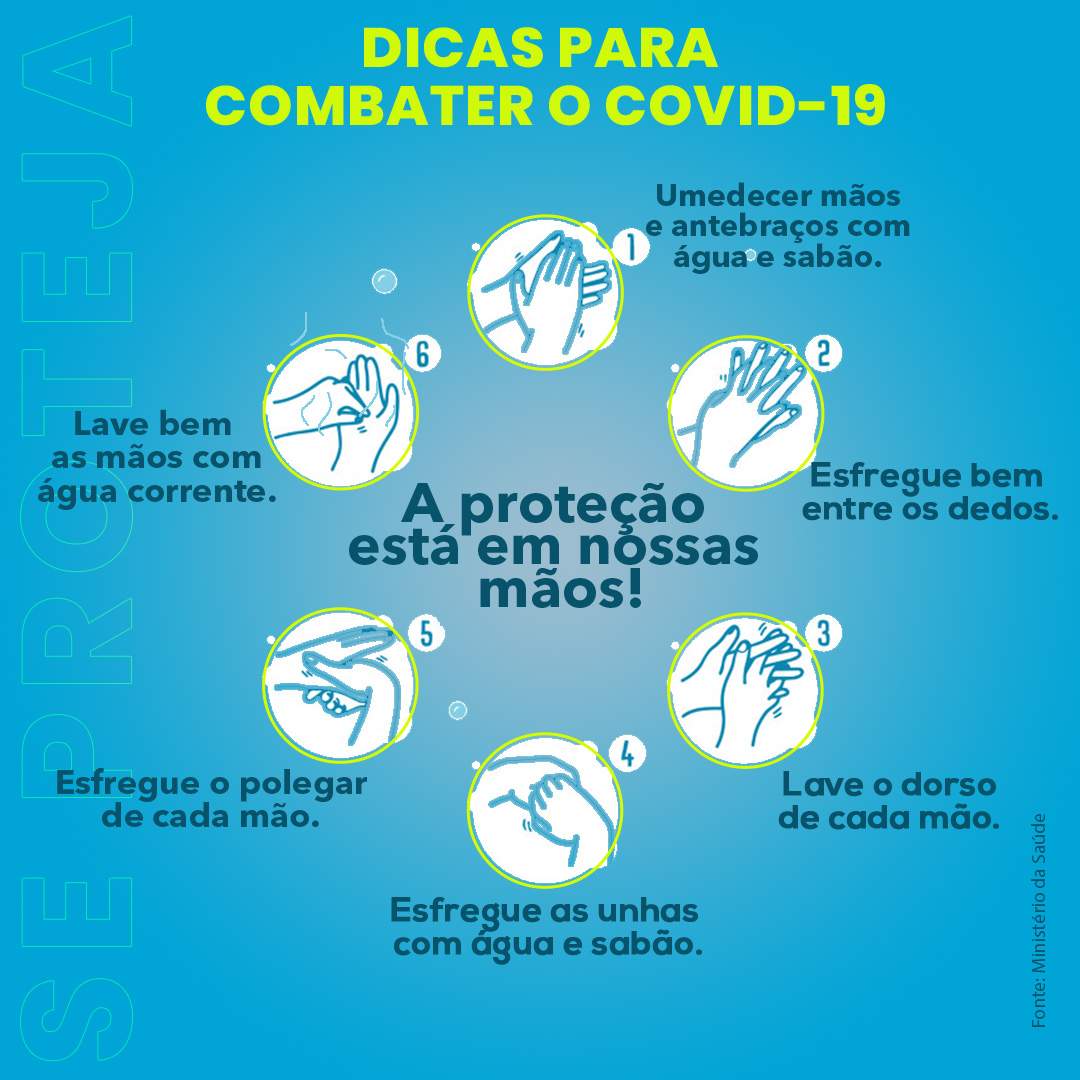 DICAS PARA
COMBATER O COVID-19
SE PROTEJA
1
Umedecer mãos
e antebraços com
água e sabão.
2
Esfregue bem
entre os dedos.
3
Lave o dorso
de cada mão.
4
Esfregue as unhas
com água e sabão.
5
Esfregue o polegar
de cada mão.
6
Lave bem
as mãos com
água corrente.
A proteção
está em nossas
mãos!
Fonte: Ministério da Saúde